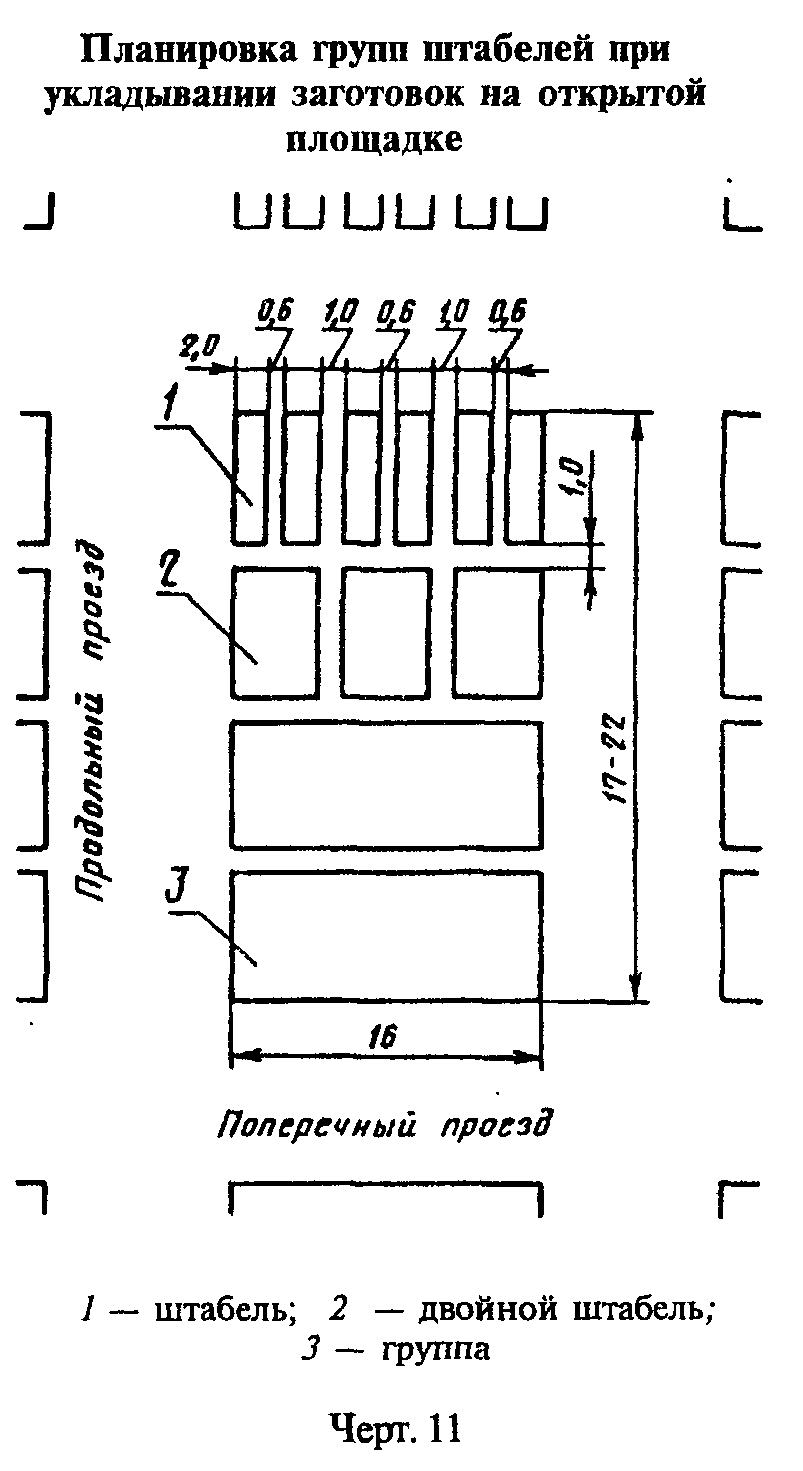 Планировка групп штабелей при
укладывании заготовок на открытой
площадке
2,0
0,6
1,0
0,6
1,0
0,6
1
1,0
2
Продольный проезд
17-22
3
16
Поперечный проезд
1 — штабель; 2 — двойной штабель;
3 — группа
Черт. 11